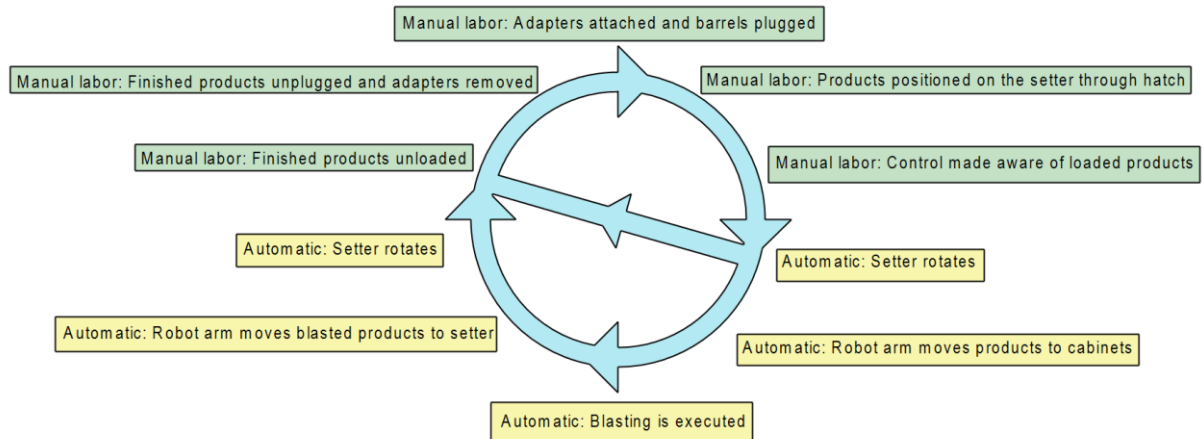 Manual labor: Adapters attached and barrels plugged
Manual labor: Finished products unplugged and adapters removed
Manual labor: Products positioned on the setter through hatch
Manual labor: Finished products unloaded
Manual labor: Control made aware of loaded products
Automatic: Setter rotates
Automatic: Setter rotates
Automatic: Robot arm moves blasted products to setter
Automatic: Robot arm moves products to cabinets
Automatic: Blasting is executed